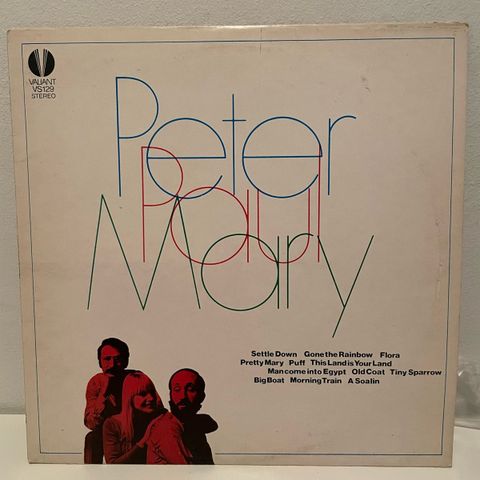 VALIANT
VS129
STEREO
Peter
Paul
Mary
Settle Down Gone the Rainbow Flora
Pretty Mary Puff This Land is Your Land
Man come into Egypt Old Coat Tiny Sparrow
Big Boat Morning Train A Soalin